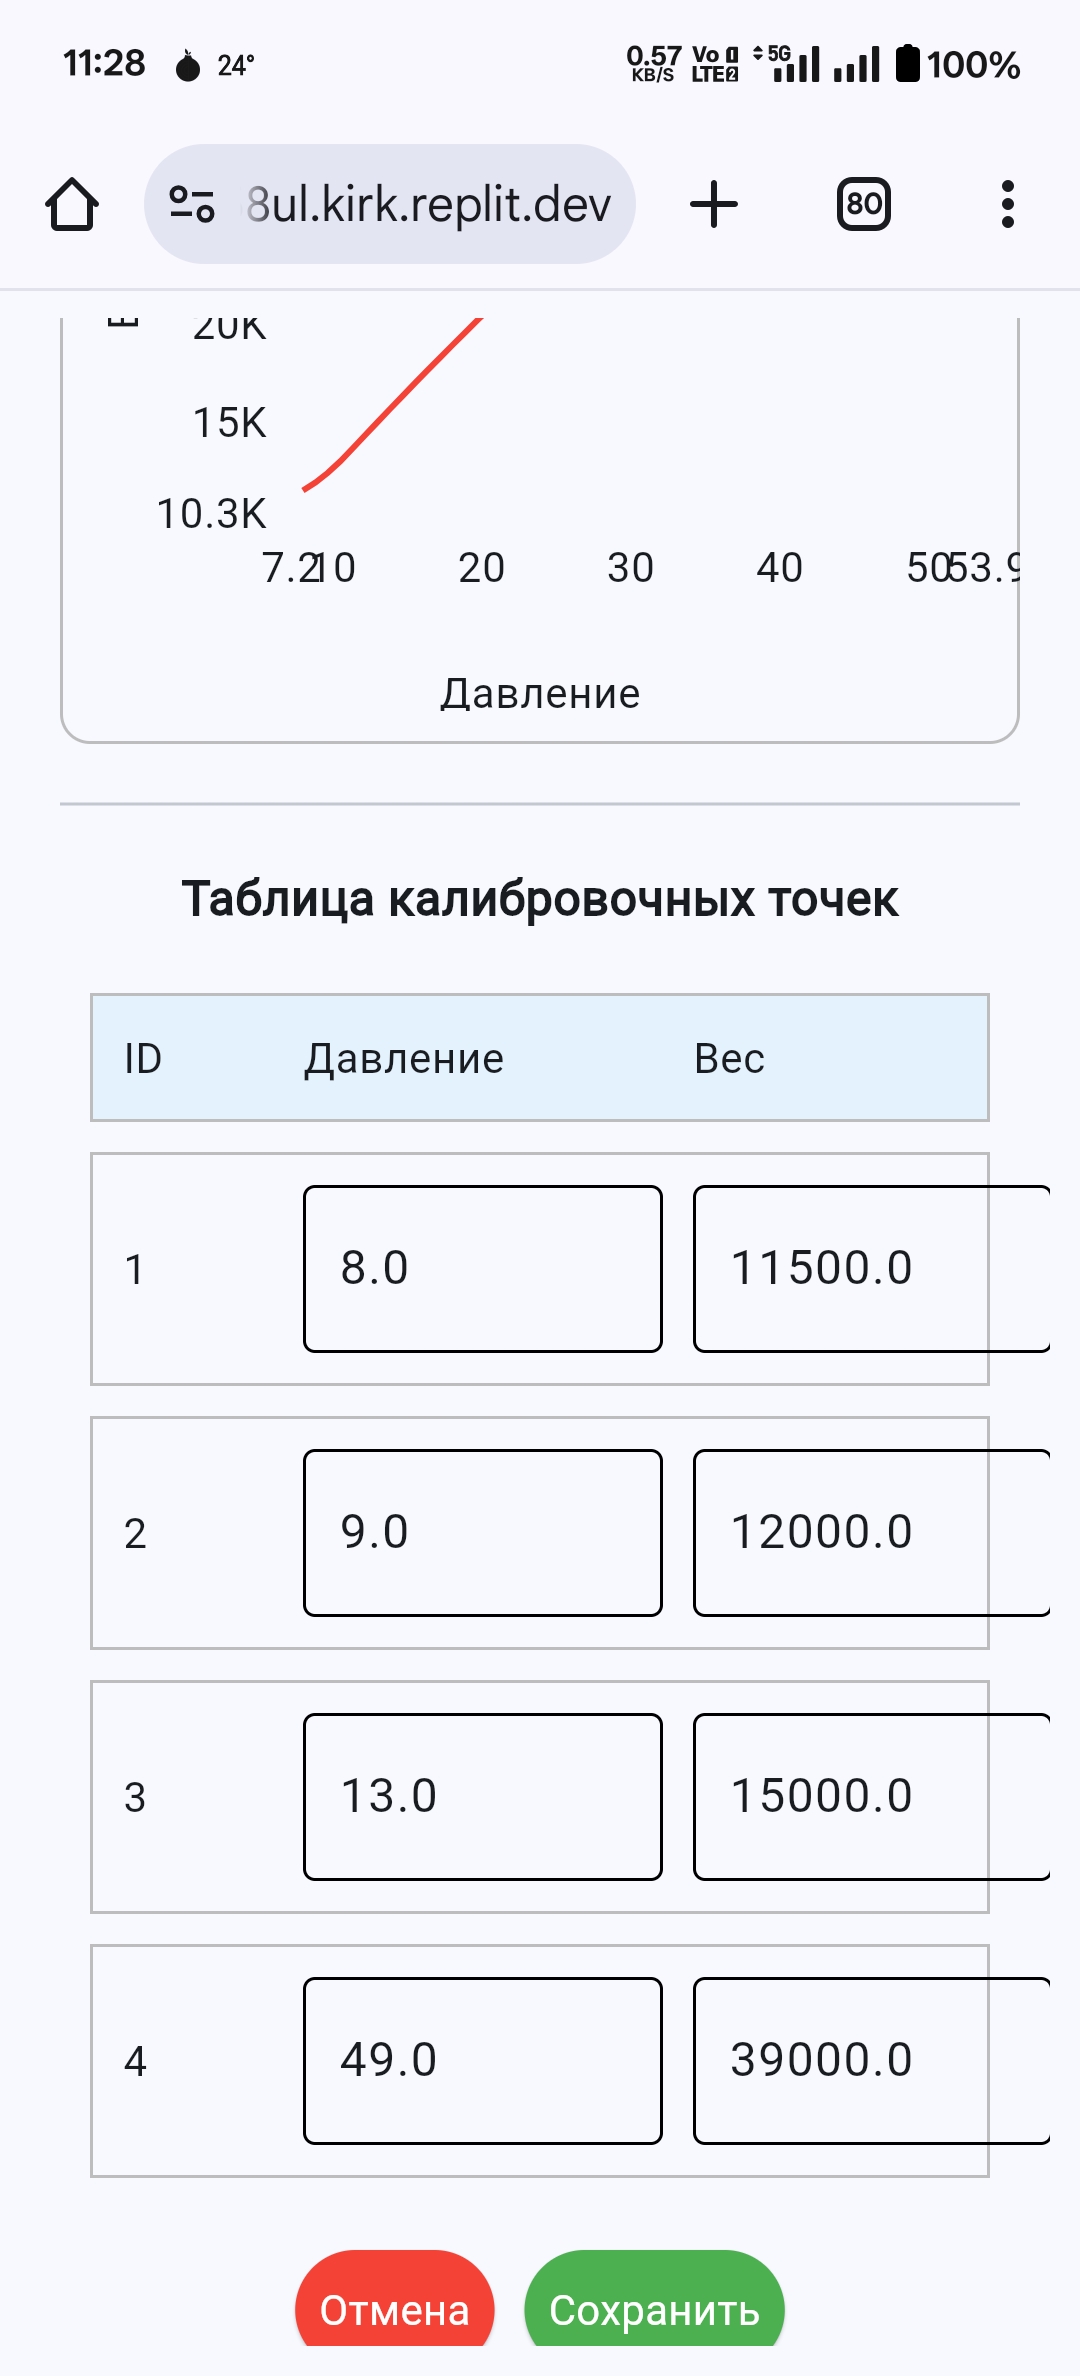 11:28 24° 0.57 KB/S Vo LTE 1 2 5G 100%
8ul.kirk.replit.dev 80
20K
15K
10.3K
7.2 10 20 30 40 50 53.9
Давление
Таблица калибровочных точек
ID Давление Вес
1 8.0 11500.0
2 9.0 12000.0
3 13.0 15000.0
4 49.0 39000.0
Отмена Сохранить